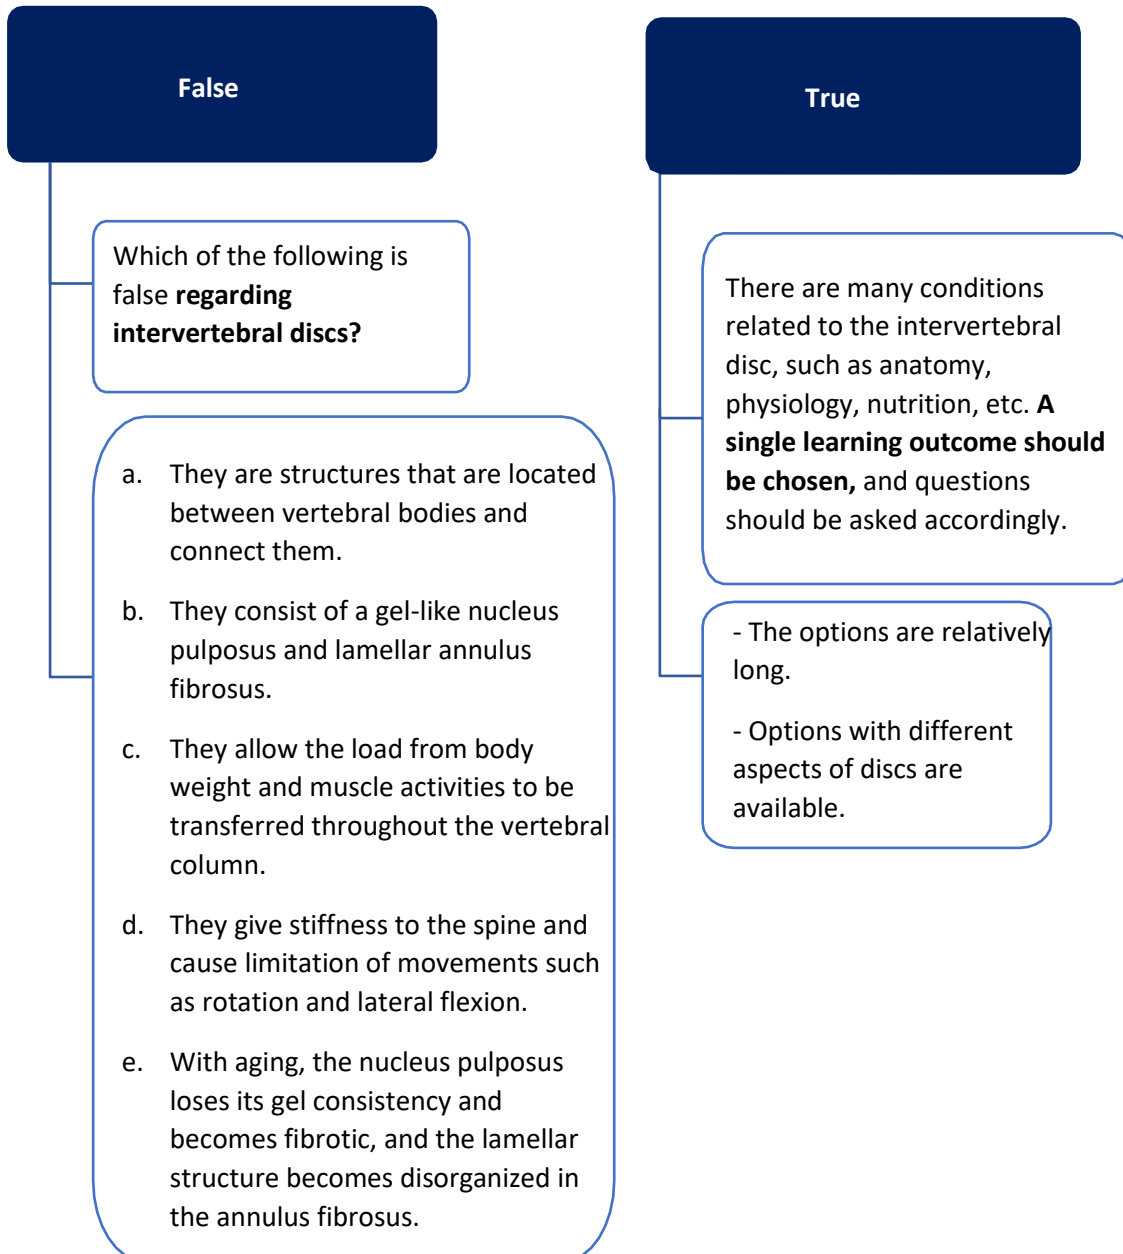 False
Which of the following is
false regarding
intervertebral discs?
a. They are structures that are located
between vertebral bodies and
connect them.
b. They consist of a gel-like nucleus
pulposus and lamellar annulus
fibrosus.
c. They allow the load from body
weight and muscle activities to be
transferred throughout the vertebral
column.
d. They give stiffness to the spine and
cause limitation of movements such
as rotation and lateral flexion.
e. With aging, the nucleus pulposus
loses its gel consistency and
becomes fibrotic, and the lamellar
structure becomes disorganized in
the annulus fibrosus.
True
There are many conditions
related to the intervertebral
disc, such as anatomy,
physiology, nutrition, etc. A
single learning outcome should
be chosen, and questions
should be asked accordingly.
- The options are relatively
long.
- Options with different
aspects of discs are
available.